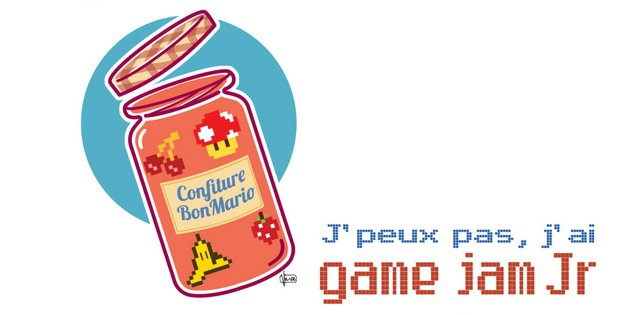 Confiture
BonMario
J'peux pas, j'ai
game jam Jr